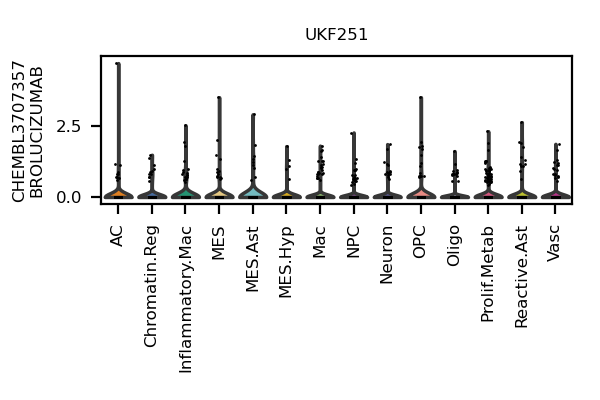 UKF251
CHEMBL3707357
BROLUCIZUMAB
2.5
0.0
AC
Chromatin.Reg
Inflammatory.Mac
MES
MES.Ast
MES.Hyp
Mac
NPC
Neuron
OPC
Oligo
Prolif.Metab
Reactive.Ast
Vasc